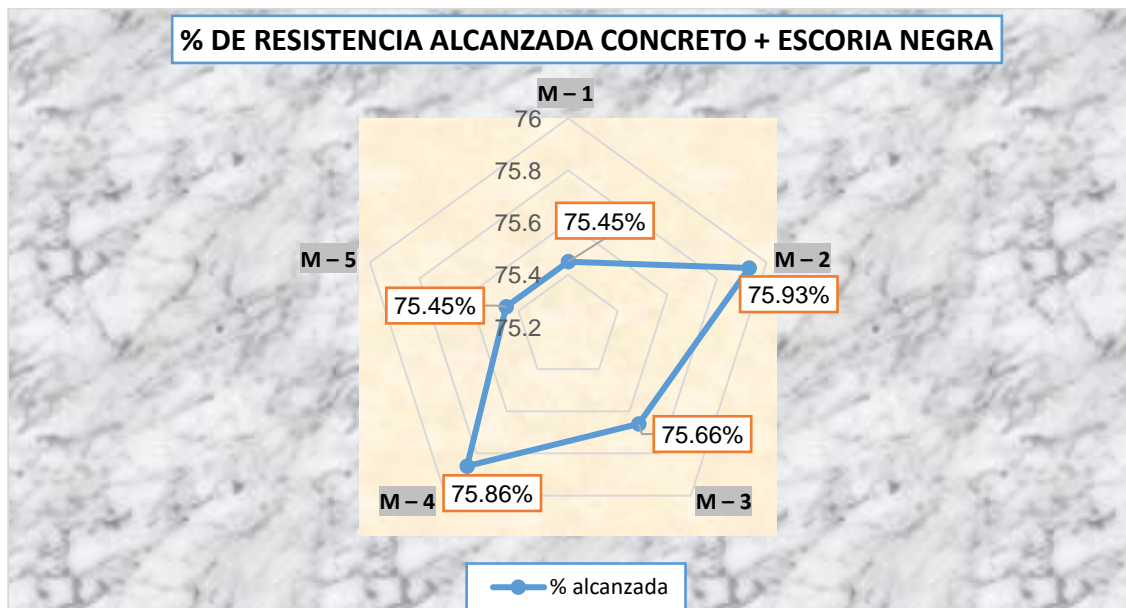 % DE RESISTENCIA ALCANZADA CONCRETO + ESCORIA NEGRA
M – 1
76
75.8
75.6
75.4
75.2
75.45%
M – 2
75.93%
75.66%
M – 3
M – 4
75.86%
M – 5
75.45%
% alcanzada